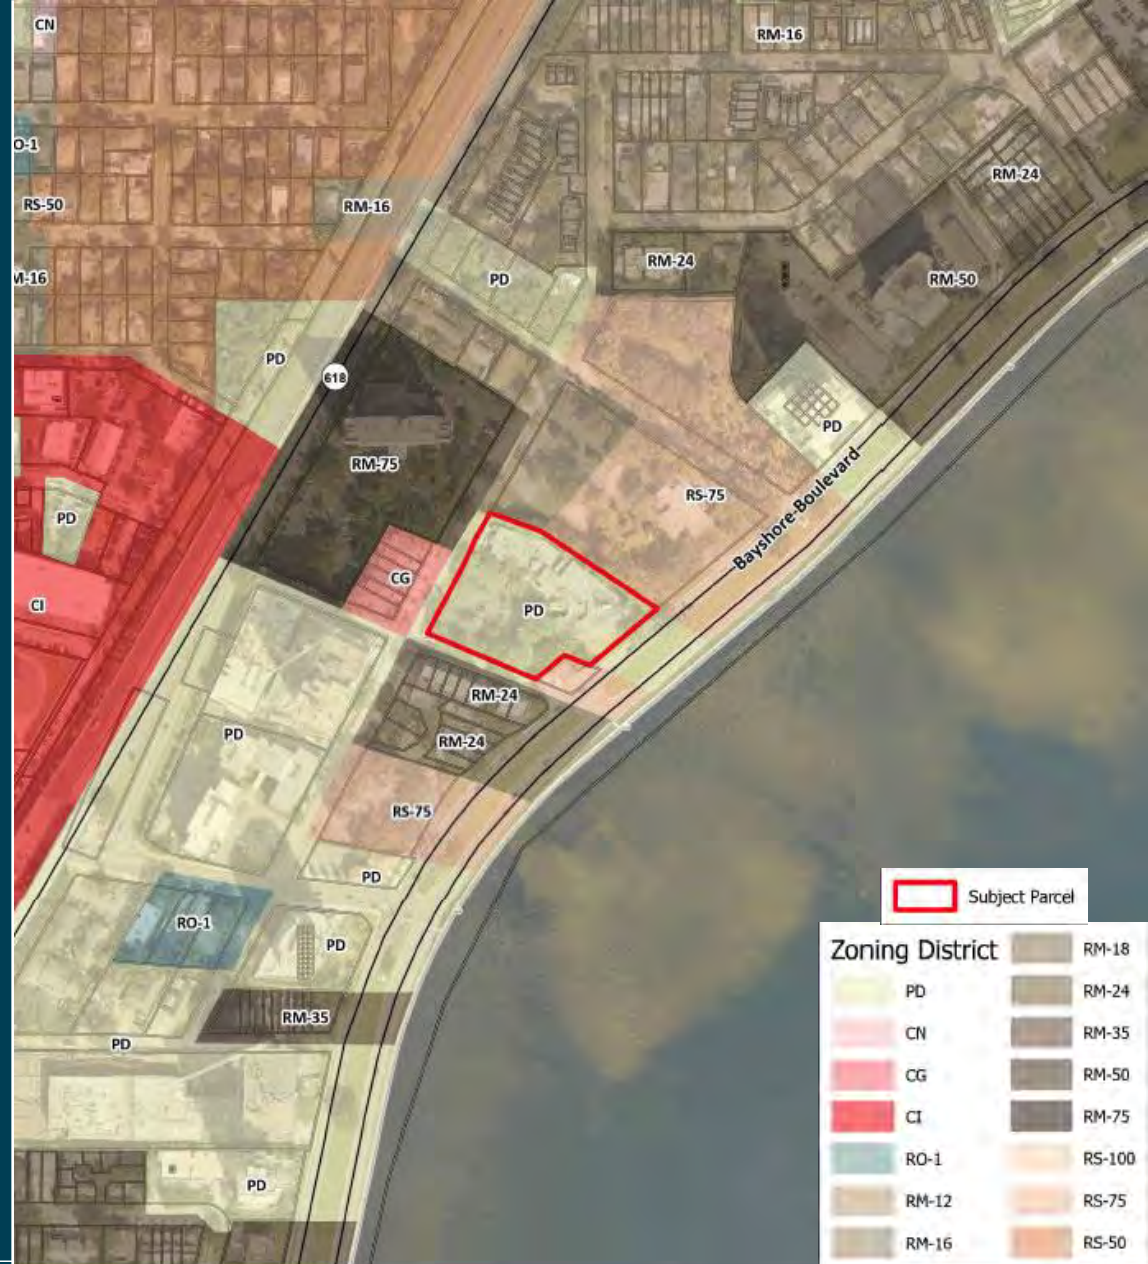 CN
RM-16
O-1
RM-24
RS-50
RM-16
RM-24
M-16
PD
RM-50
PD
618
PD
RM-75
Bayshore-Boulevard
RS-75
PD
CG
CI
PD
RM-24
PD
RM-24
RS-75
PD
RO-1
PD
RM-35
PD
PD
Subject Parcel
Zoning District
PD
CN
CG
CI
RO-1
RM-12
RM-16
RM-18
RM-24
RM-35
RM-50
RM-75
RS-100
RS-75
RS-50